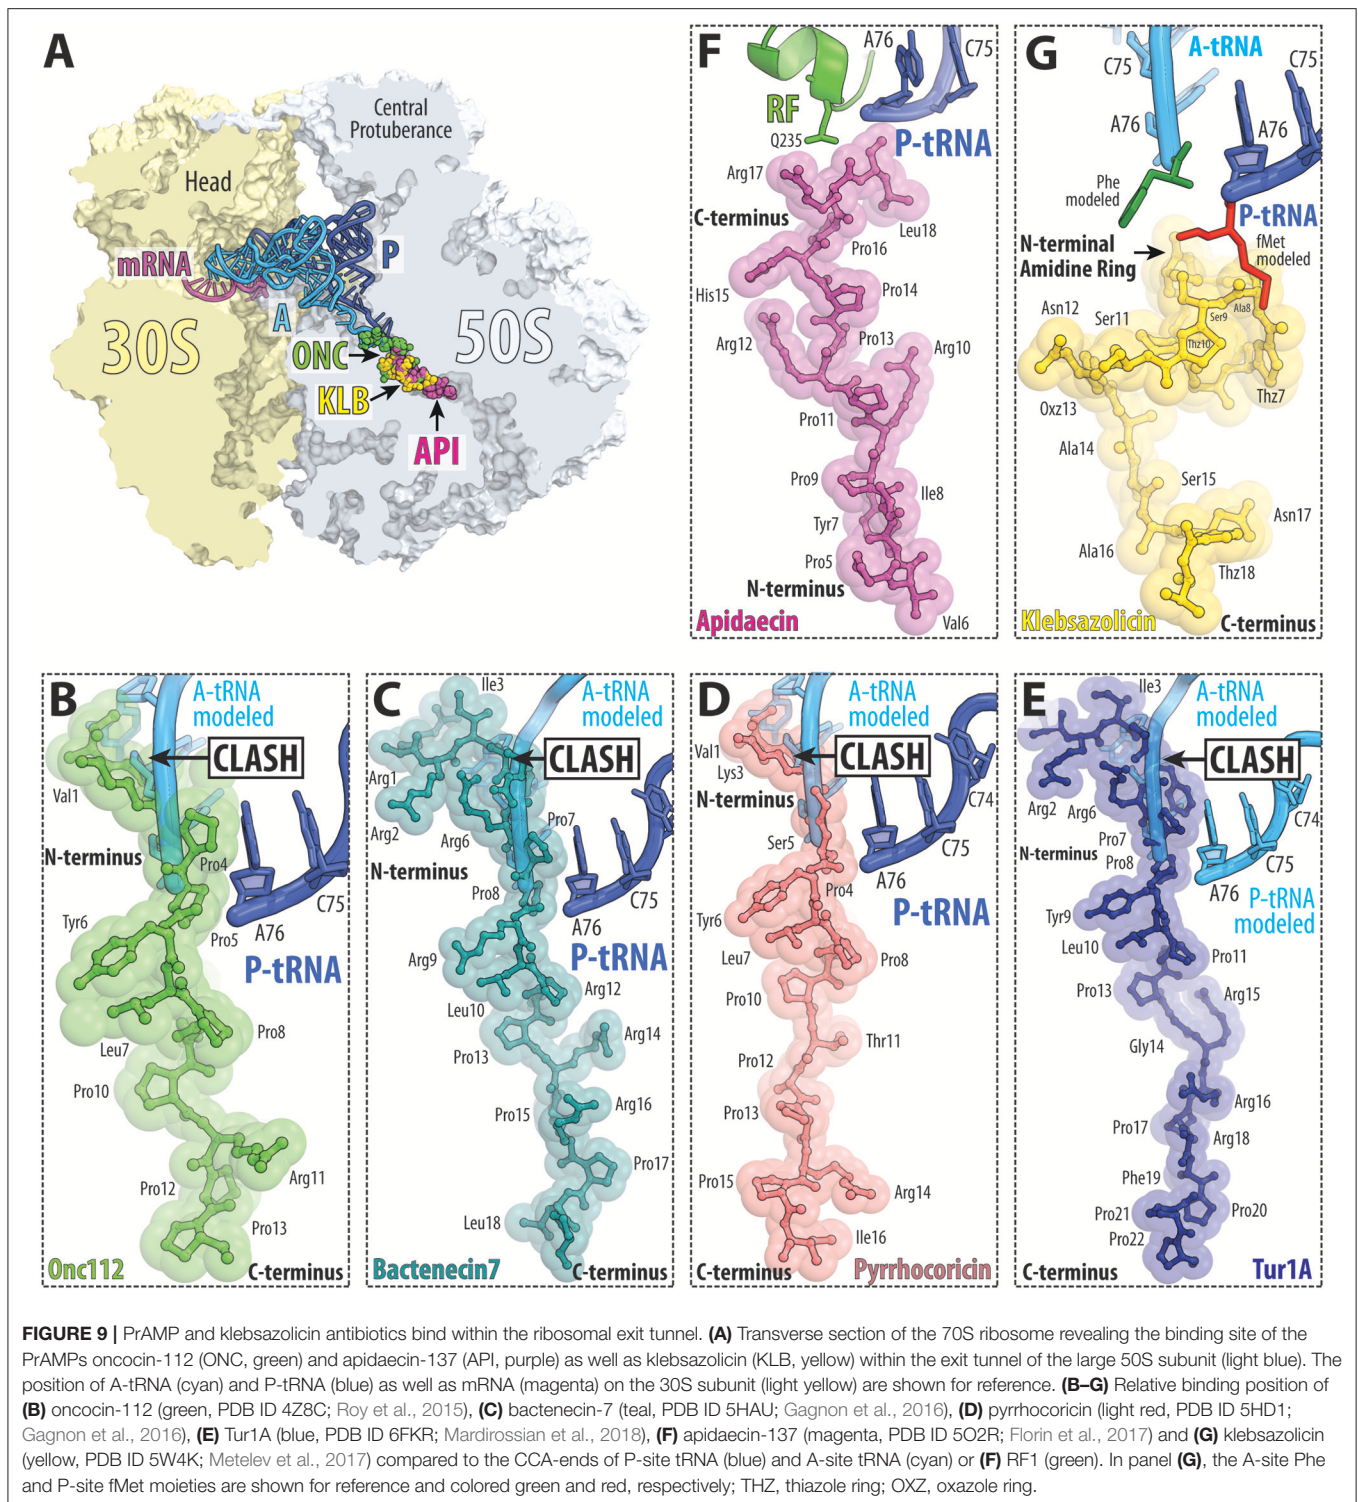 A
Central
Protuberance
Head
mRNA
P
A
30S
50S
ONC
KLB
API
F
A76
C75
RF
Q235
P-tRNA
Arg17
C-terminus
Leu18
Pro16
His15
Pro14
Arg12
Pro13
Arg10
Pro11
Pro9
Ile8
Tyr7
Pro5
N-terminus
Val6
Apidaecin
G
A-tRNA
C75
C75
A76
A76
Phe
modeled
P-tRNA
N-terminal
Amidine Ring
fMet
modeled
Asn12
Ser11
Ala8
Ser9
Thz10
Thz7
Oxz13
Ala14
Ser15
Asn17
Ala16
Thz18
Klebsazolicin
C-terminus
B
A-tRNA
modeled
CLASH
Val1
N-terminus
Pro4
C75
Tyr6
Pro5
A76
P-tRNA
Leu7
Pro8
Pro10
Arg11
Pro12
Pro13
Onc112
C-terminus
C
Ile3
A-tRNA
modeled
CLASH
Arg1
Arg2
Arg6
Pro7
N-terminus
Pro8
C75
A76
P-tRNA
Arg9
Leu10
Arg12
Pro13
Arg14
Pro15
Arg16
Pro17
Leu18
Bactenecin7
C-terminus
D
A-tRNA
modeled
Val1
CLASH
Lys3
N-terminus
C74
Ser5
C75
A76
Pro4
P-tRNA
Tyr6
Leu7
Pro8
Pro10
Thr11
Pro12
Pro13
Pro15
Arg14
Ile16
C-terminus
Pyrrhocoricin
E
Ile3
A-tRNA
modeled
CLASH
Arg2
Arg6
C74
Pro7
N-terminus
Pro8
C75
A76
P-tRNA
modeled
Tyr9
Leu10
Pro11
Pro13
Arg15
Gly14
Arg16
Pro17
Arg18
Phe19
Pro21
Pro20
Pro22
C-terminus
Tur1A
FIGURE 9 | PrAMP and klebsazolicin antibiotics bind within the ribosomal exit tunnel. (A) Transverse section of the 70S ribosome revealing the binding site of the
PrAMPs oncocin-112 (ONC, green) and apidaecin-137 (API, purple) as well as klebsazolicin (KLB, yellow) within the exit tunnel of the large 50S subunit (light blue). The
position of A-tRNA (cyan) and P-tRNA (blue) as well as mRNA (magenta) on the 30S subunit (light yellow) are shown for reference. (B–G) Relative binding position of
(B) oncocin-112 (green, PDB ID 4Z8C; Roy et al., 2015), (C) bactenecin-7 (teal, PDB ID 5HAU; Gagnon et al., 2016), (D) pyrrhocoricin (light red, PDB ID 5HD1;
Gagnon et al., 2016), (E) Tur1A (blue, PDB ID 6FKR; Mardirossian et al., 2018), (F) apidaecin-137 (magenta, PDB ID 5O2R; Florin et al., 2017) and (G) klebsazolicin
(yellow, PDB ID 5W4K; Metelev et al., 2017) compared to the CCA-ends of P-site tRNA (blue) and A-site tRNA (cyan) or (F) RF1 (green). In panel (G), the A-site Phe
and P-site fMet moieties are shown for reference and colored green and red, respectively; THZ, thiazole ring; OXZ, oxazole ring.